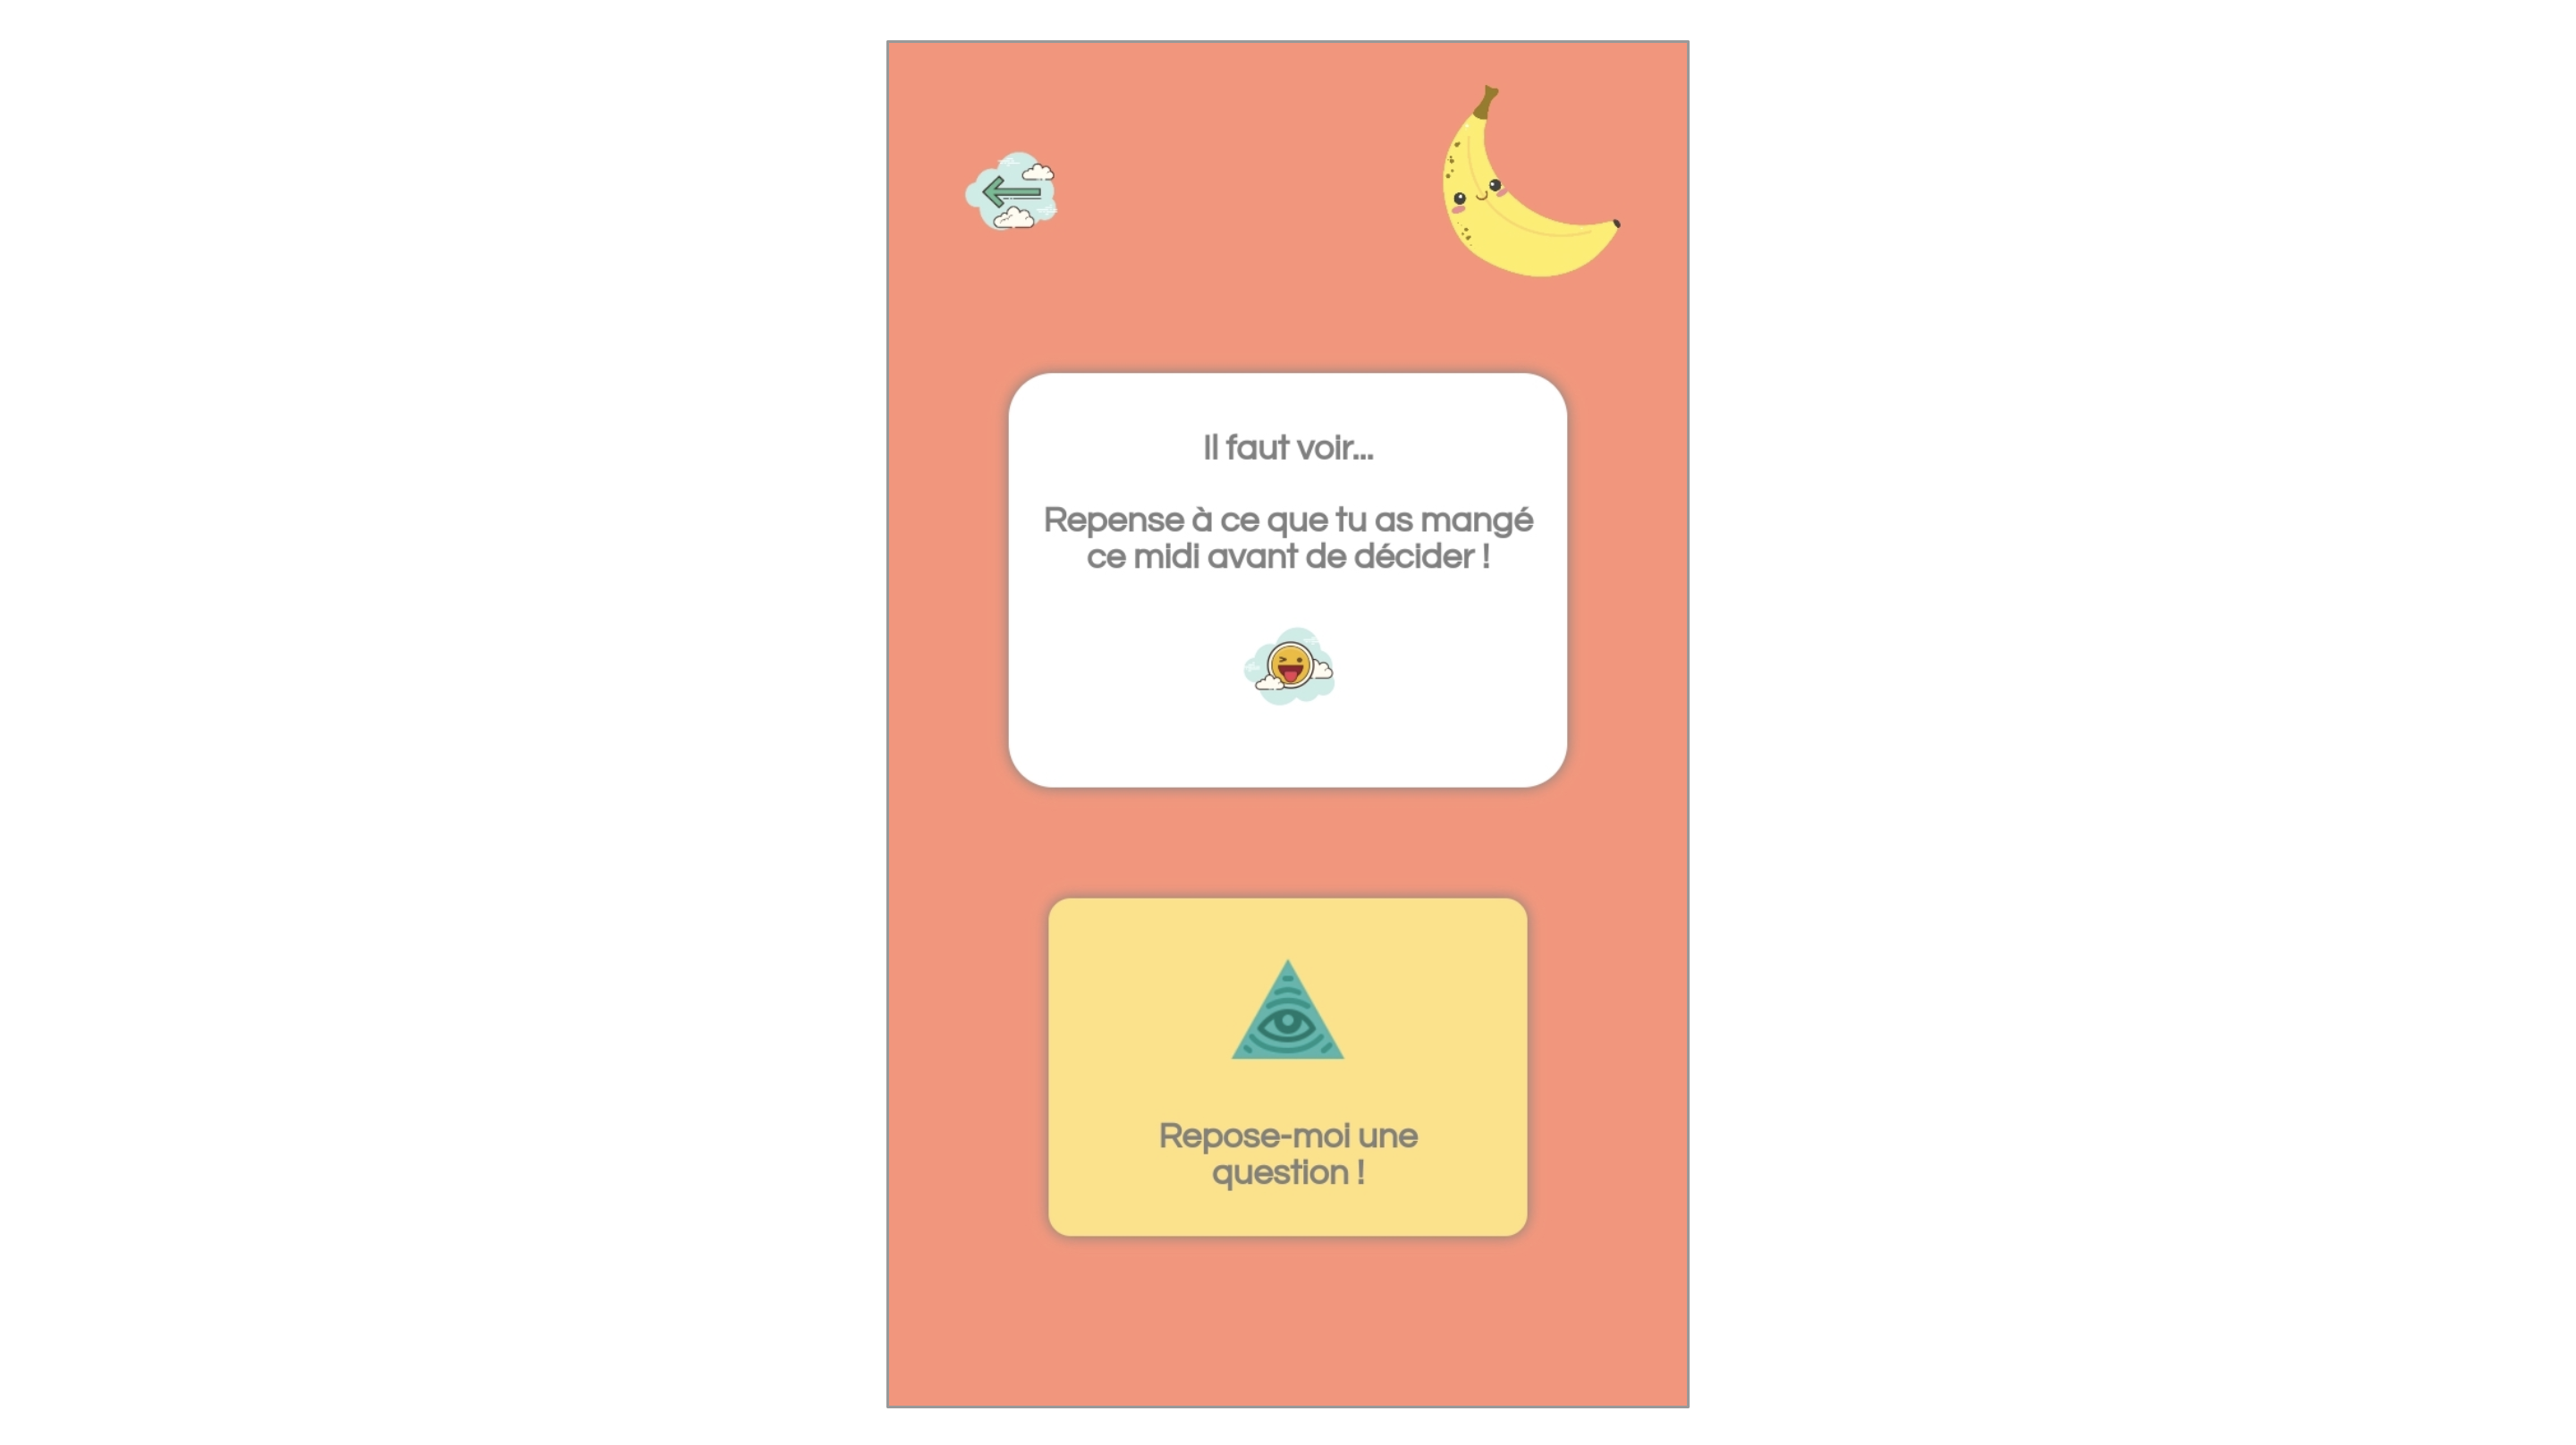 Il faut voir...
Repense à ce que tu as mangé
ce midi avant de décider !
Repose-moi une
question !